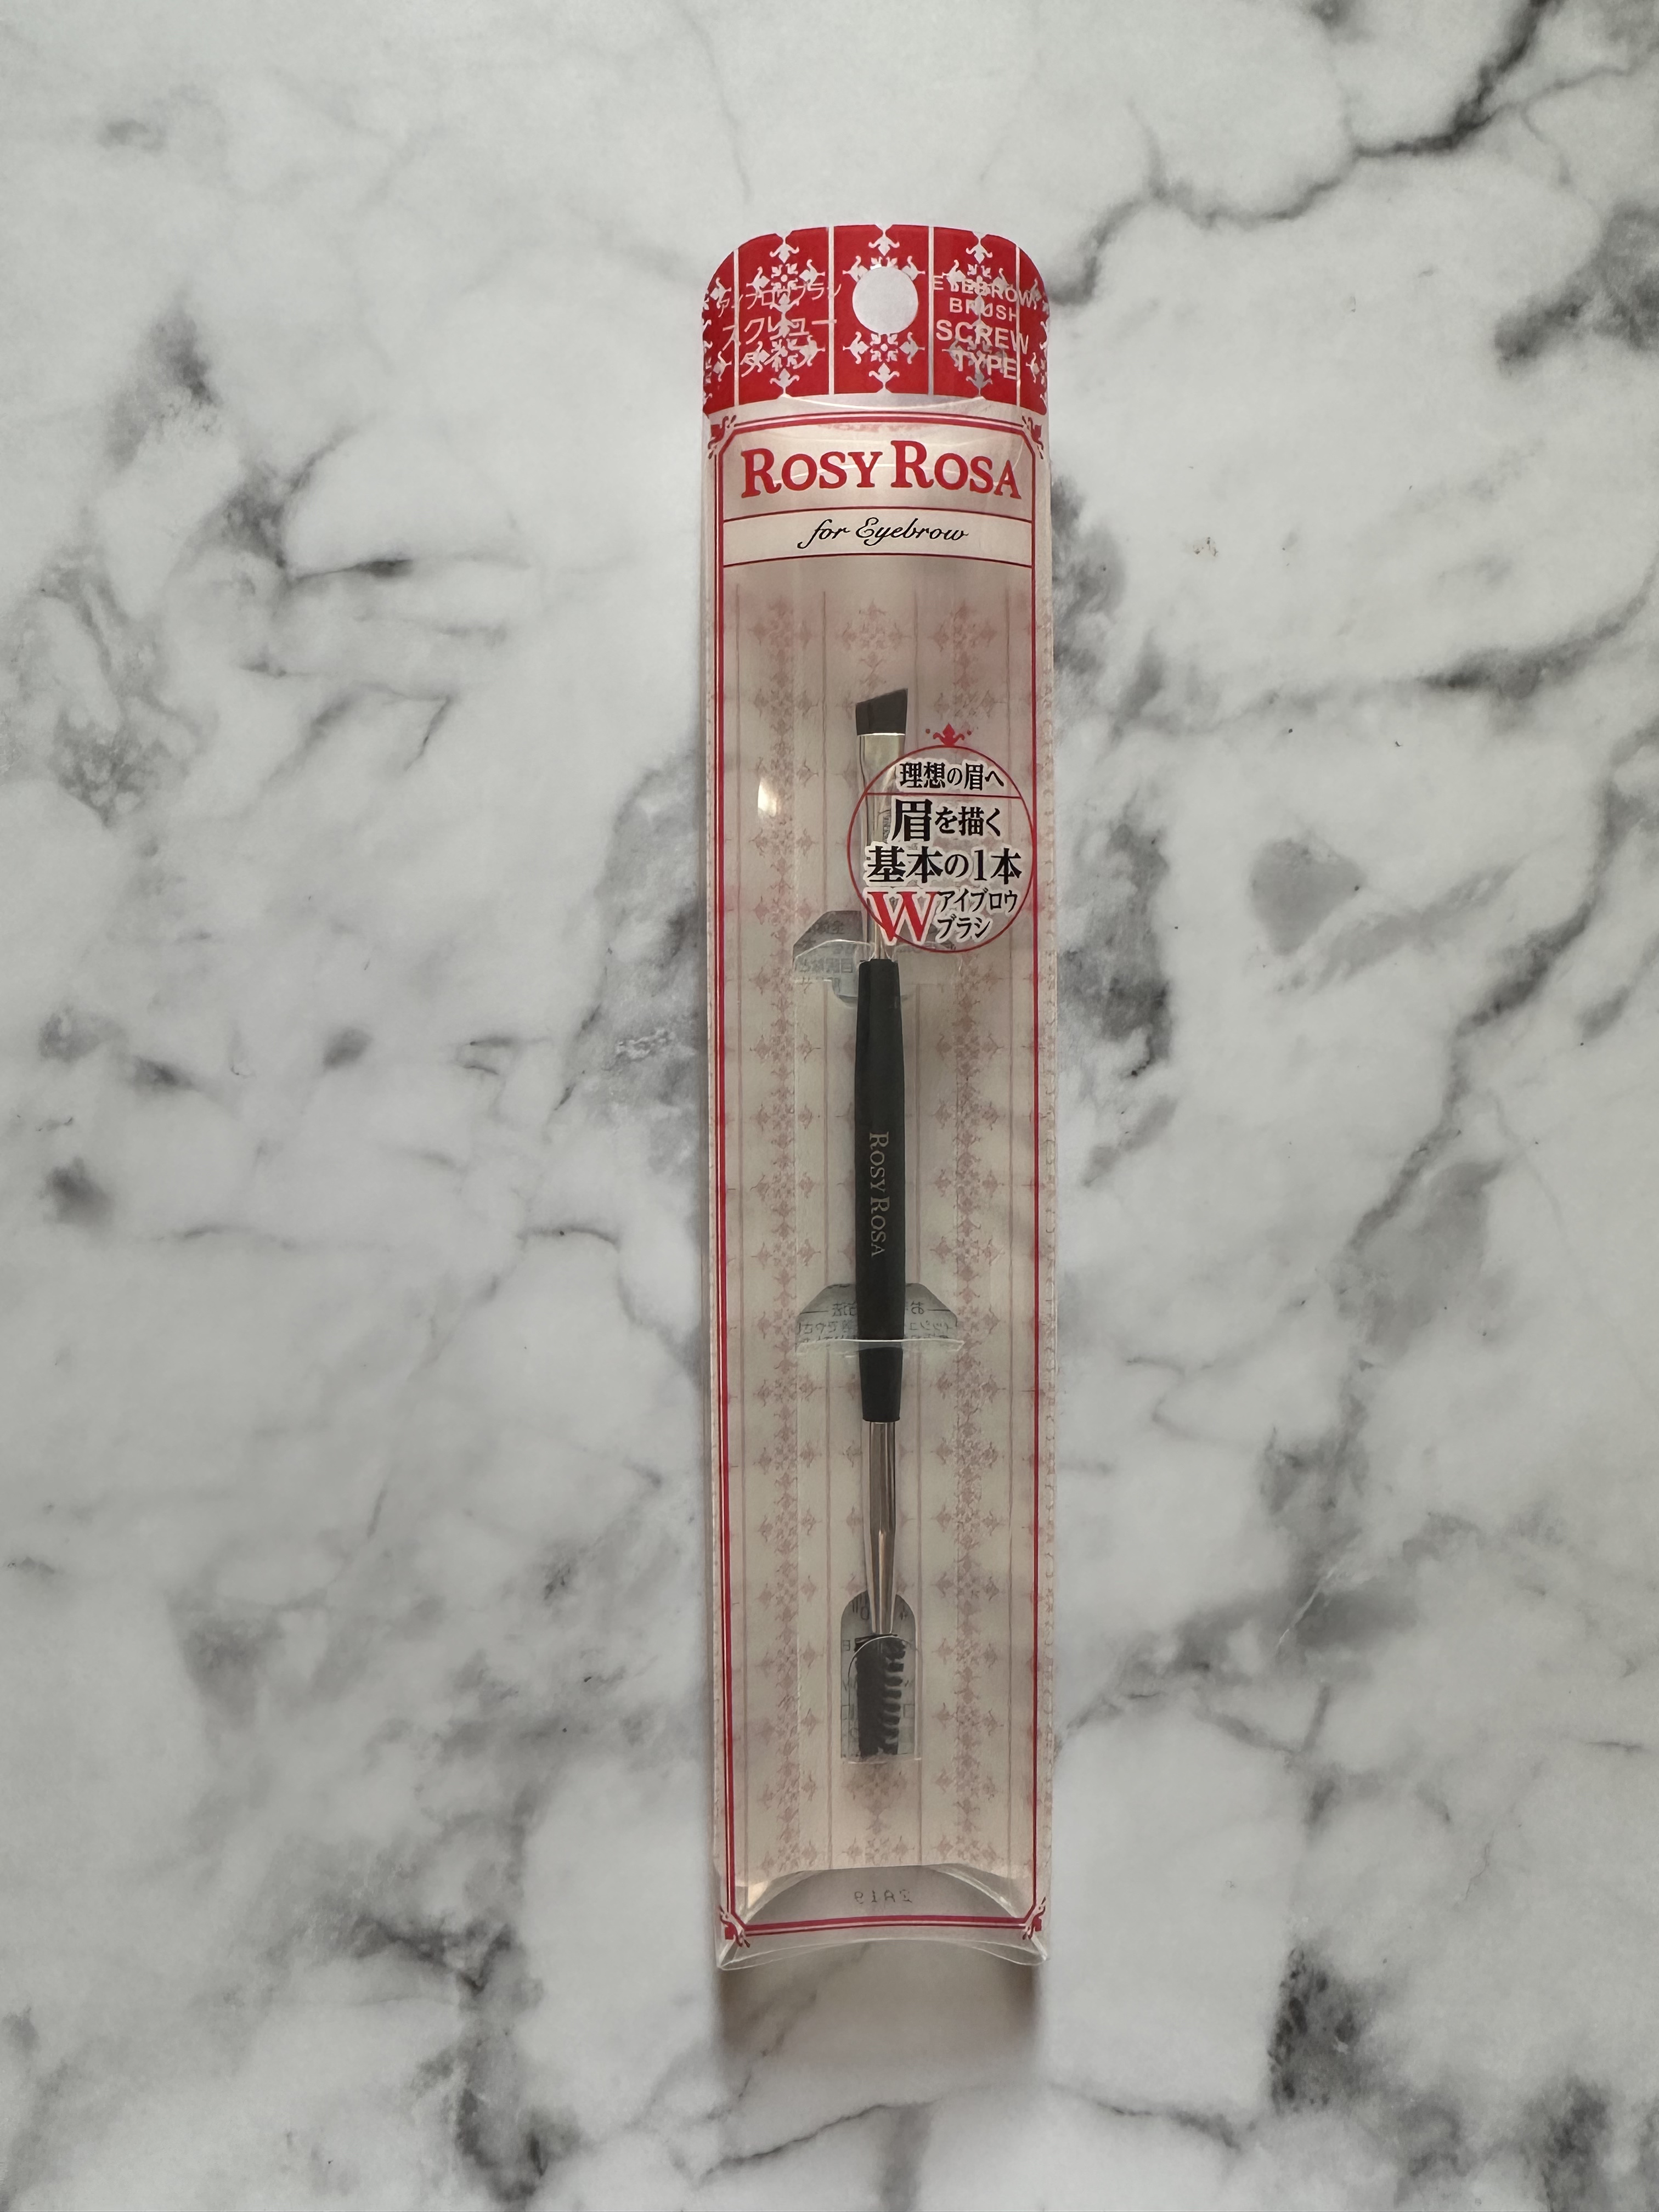 アイブロウブラシ
スクリュー
タイプ
EYEBROW
BRUSH
SCREW
TYPE
ROSY ROSA
for Eyebrow
理想の眉へ
眉を描く
基本の1本
W アイブロウ
ブラシ
ROSY ROSA
2A19